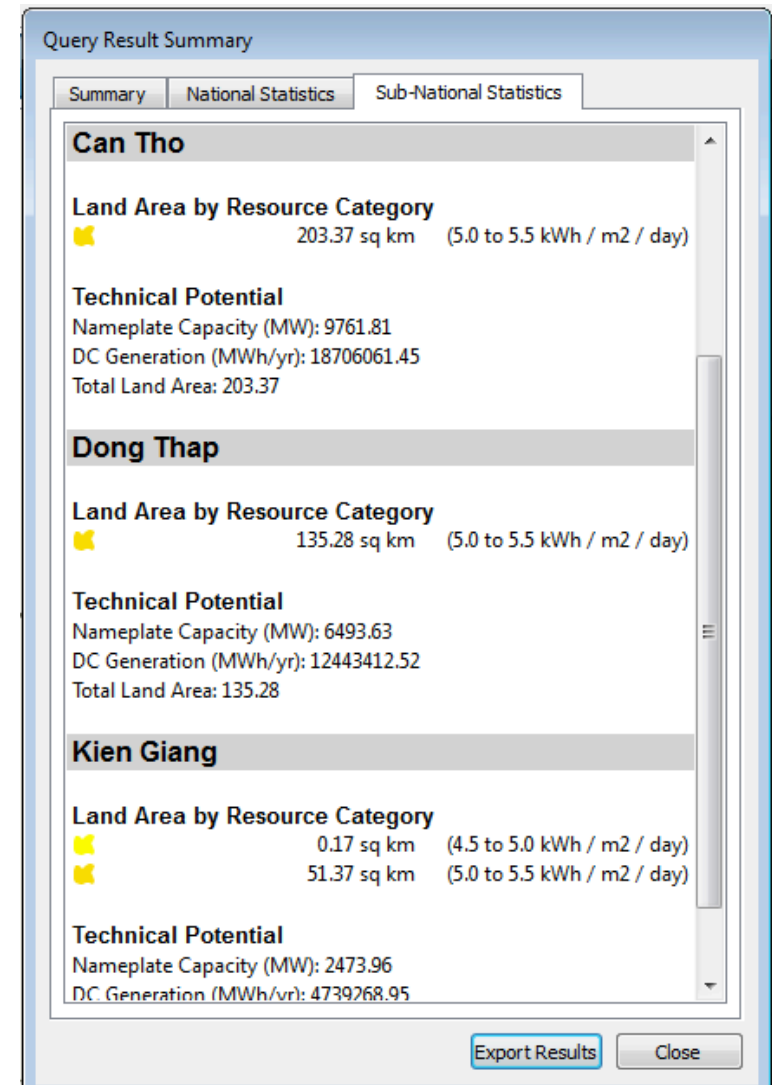 Query Result Summary
Summary National Statistics Sub-National Statistics
Can Tho
Land Area by Resource Category
203.37 sq km (5.0 to 5.5 kWh / m2 / day)
Technical Potential
Nameplate Capacity (MW): 9761.81
DC Generation (MWh/yr): 18706061.45
Total Land Area: 203.37
Dong Thap
Land Area by Resource Category
135.28 sq km (5.0 to 5.5 kWh / m2 / day)
Technical Potential
Nameplate Capacity (MW): 6493.63
DC Generation (MWh/yr): 12443412.52
Total Land Area: 135.28
Kien Giang
Land Area by Resource Category
0.17 sq km (4.5 to 5.0 kWh / m2 / day)
51.37 sq km (5.0 to 5.5 kWh / m2 / day)
Technical Potential
Nameplate Capacity (MW): 2473.96
DC Generation (MWh/yr): 4739268.95
Export Results Close